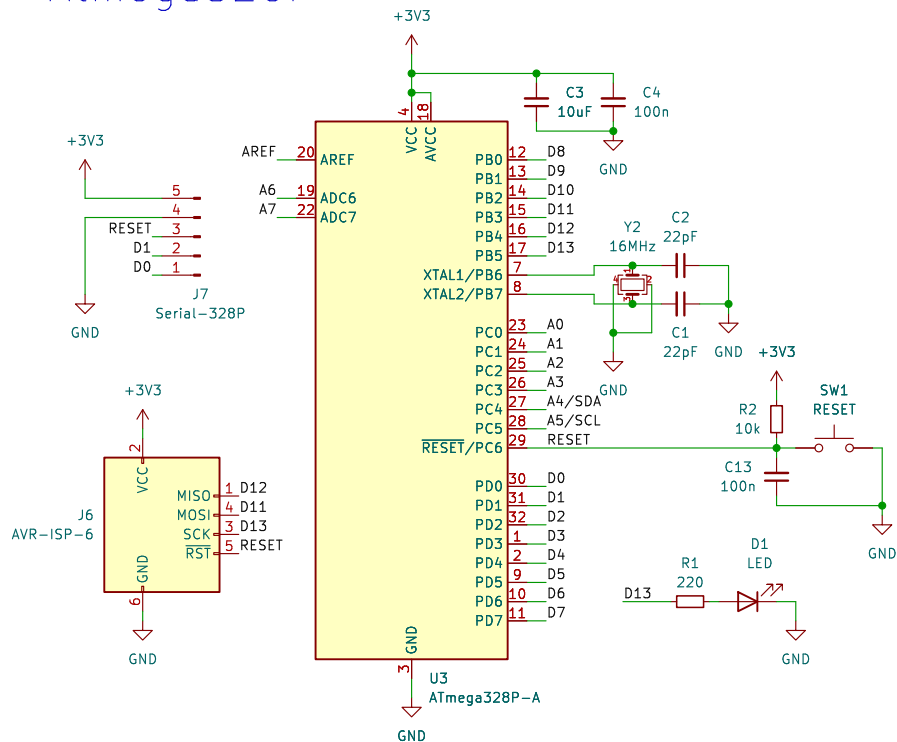 +3V3
C3
10uF
C4
100n
GND
4
VCC
18
AVCC
AREF
20
AREF
A6
19
ADC6
A7
22
ADC7
PB0
12
D8
PB1
13
D9
PB2
14
D10
PB3
15
D11
PB4
16
D12
PB5
17
D13
XTAL1/PB6
7
XTAL2/PB7
8
Y2
16MHz
1
2
3
4
C2
22pF
C1
22pF
GND
GND
PC0
23
A0
PC1
24
A1
PC2
25
A2
PC3
26
A3
PC4
27
A4/SDA
PC5
28
A5/SCL
RESET/PC6
29
RESET
PD0
30
D0
PD1
31
D1
PD2
32
D2
PD3
1
D3
PD4
2
D4
PD5
9
D5
PD6
10
D6
PD7
11
D7
GND
3
U3
ATmega328P-A
GND
+3V3
5
4
RESET
3
D1
2
D0
1
J7
Serial-328P
GND
+3V3
2
VCC
J6
AVR-ISP-6
MISO
1
D12
MOSI
4
D11
SCK
3
D13
RST
5
RESET
GND
6
GND
+3V3
R2
10k
SW1
RESET
C13
100n
GND
D13
R1
220
D1
LED
GND